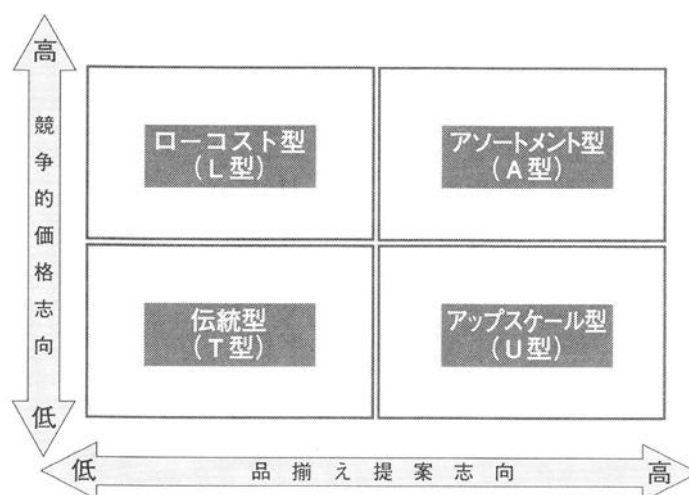 高
競争的価格志向
低
ローコスト型
(L型)
アソートメント型
(A型)
伝統型
(T型)
アップスケール型
(U型)
低
品揃え提案志向
高